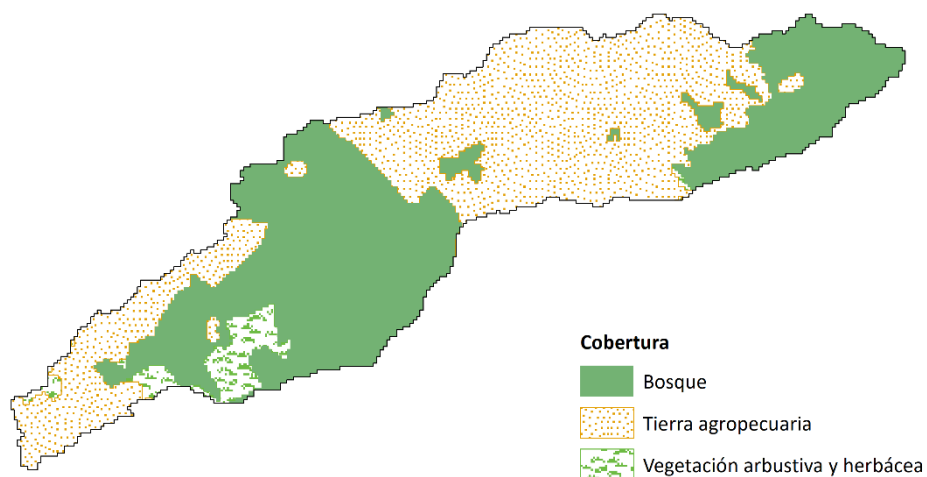 Cobertura
Bosque
Tierra agropecuaria
Vegetación arbustiva y herbácea